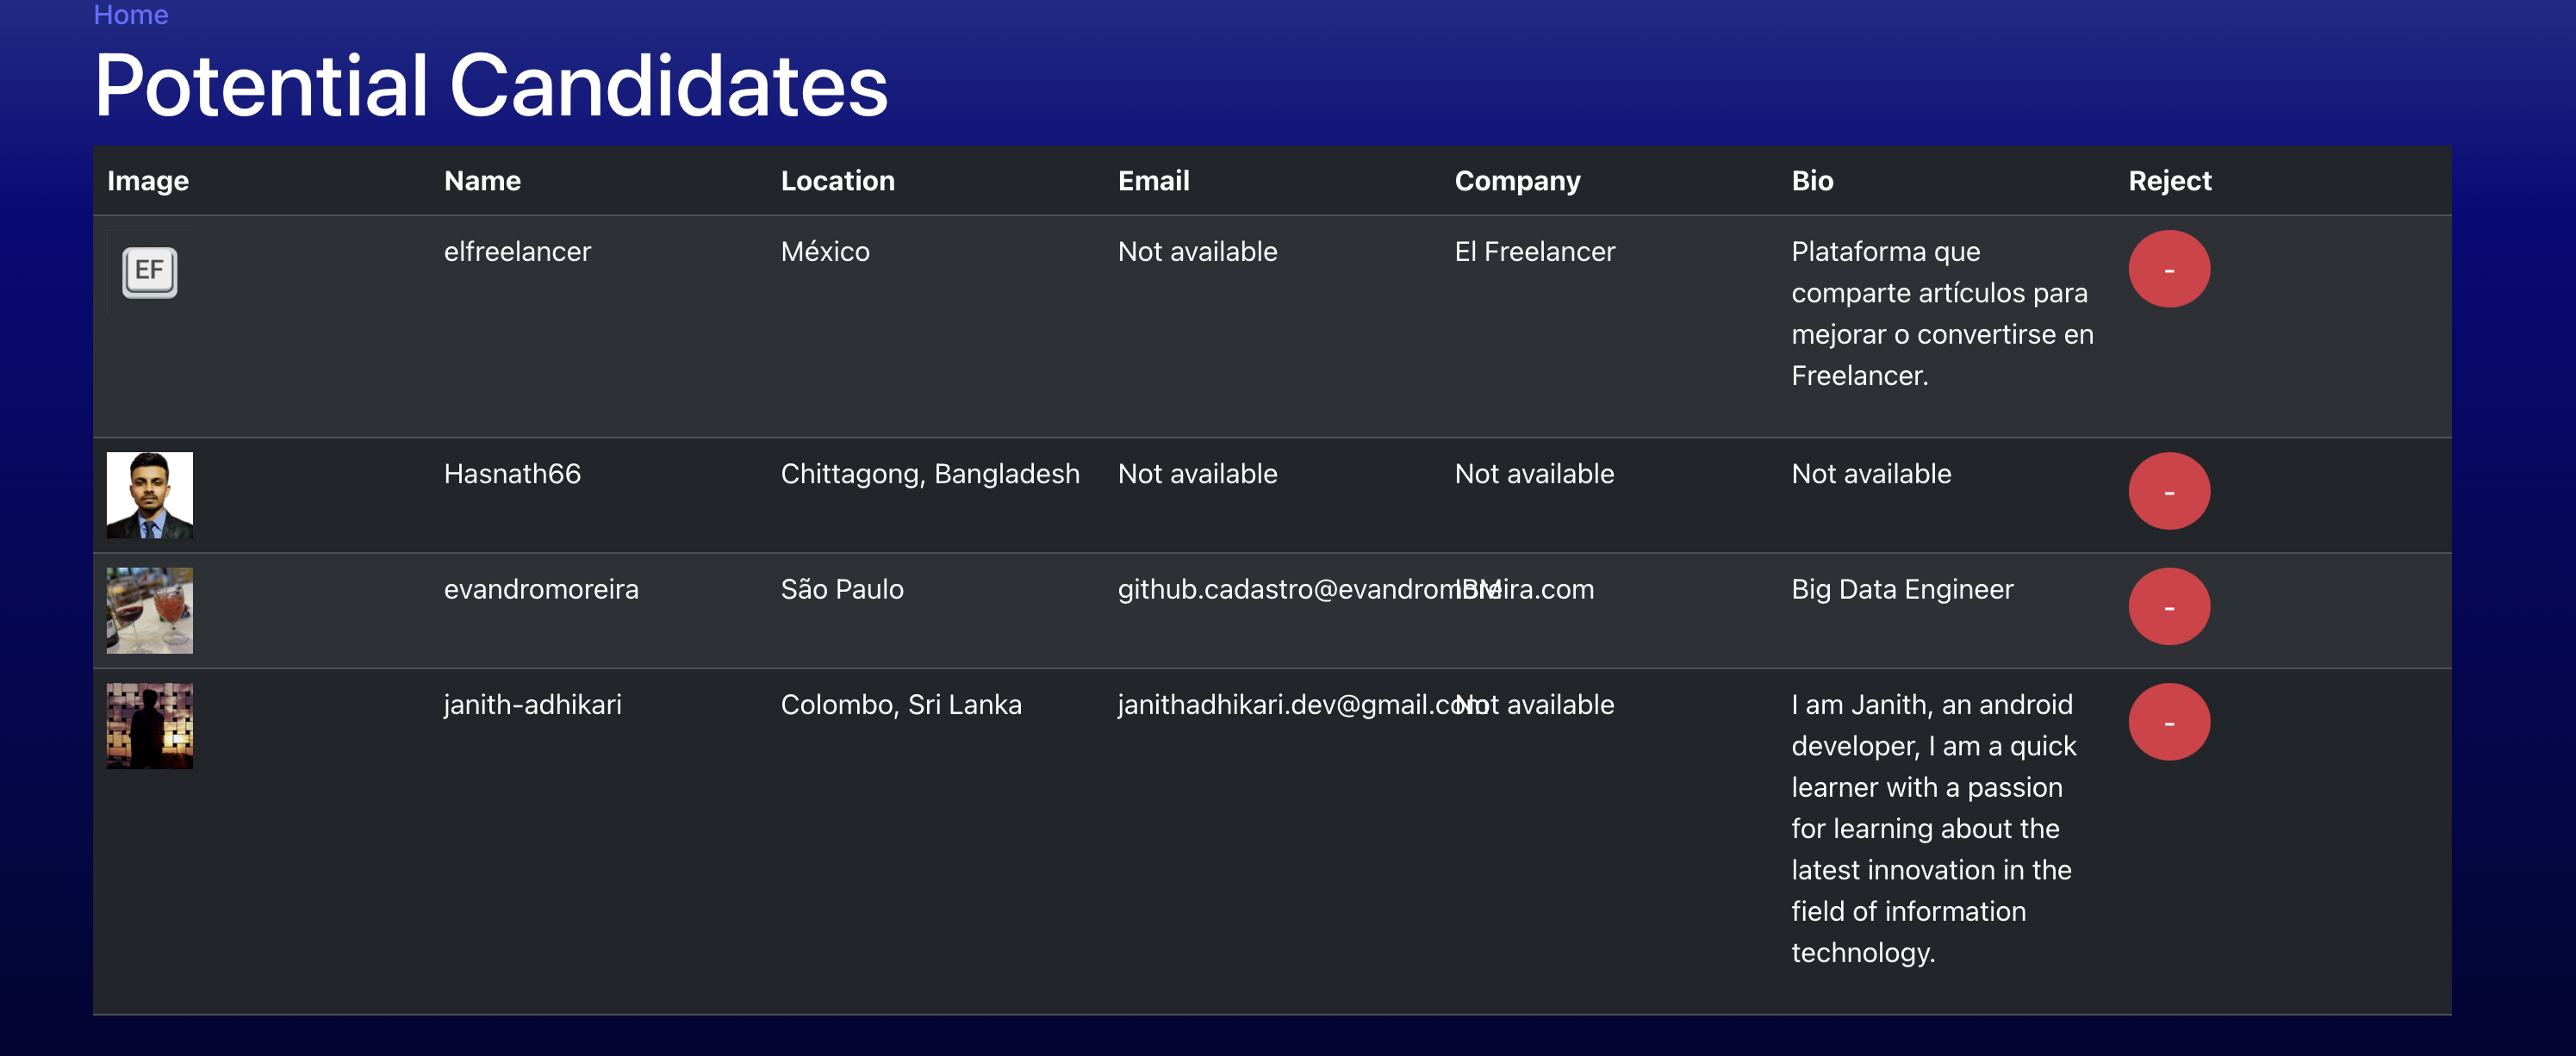 Home
Potential Candidates
Image Name Location Email Company Bio Reject
EF elfreelancer México Not available El Freelancer Plataforma que -
comparte artículos para
mejorar o convertirse en
Freelancer.
Hasnath66 Chittagong, Bangladesh Not available Not available Not available -
evandromoreira São Paulo github.cadastro@evandromoreira.com IBM Big Data Engineer -
janith-adhikari Colombo, Sri Lanka janithadhikari.dev@gmail.com Not available I am Janith, an android -
developer, I am a quick
learner with a passion
for learning about the
latest innovation in the
field of information
technology.